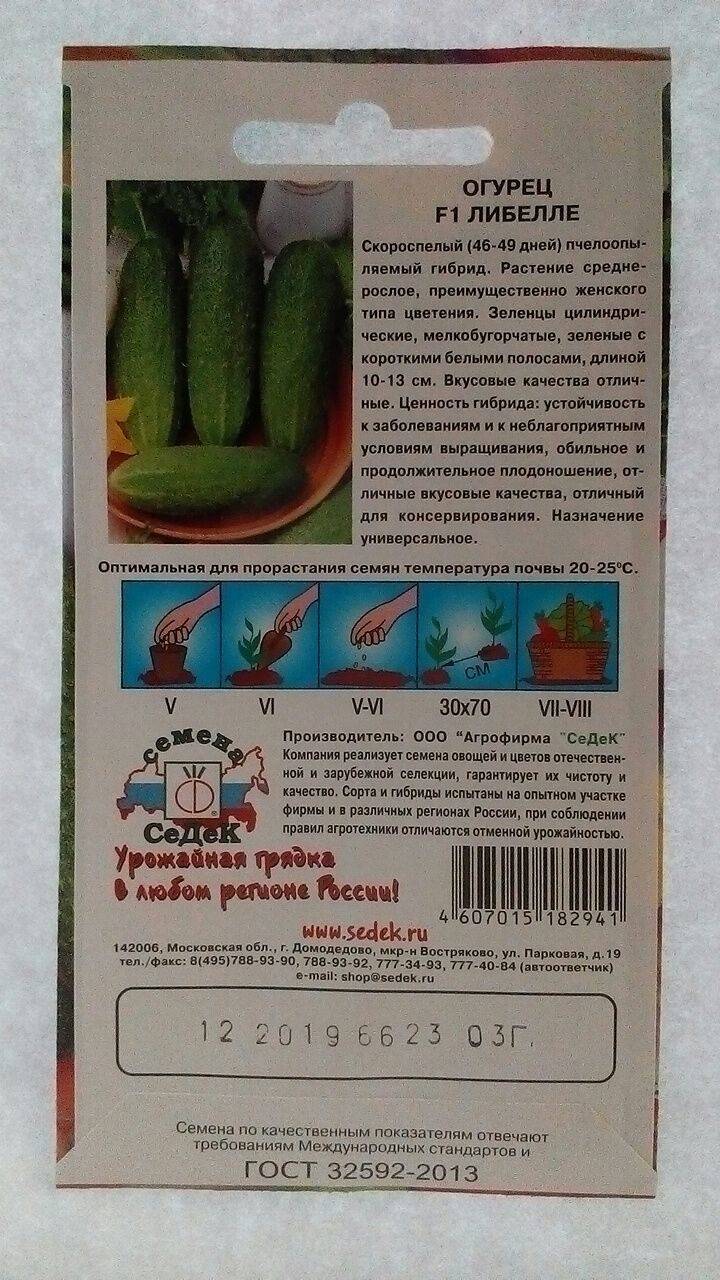 ОГУРЕЦ
F1 ЛИБЕЛЛЕ
Скороспелый (46-49 дней) пчелоопы-
ляемый гибрид. Растение средне-
рослое, преимущественно женского
типа цветения. Зеленцы цилиндри-
ческие, мелкобугорчатые, зеленые с
короткими белыми полосами, длиной
10-13 см. Вкусовые качества отлич-
ные. Ценность гибрида: устойчивость
к заболеваниям и к неблагоприятным
условиям выращивания, обильное и
продолжительное плодоношение, от-
личные вкусовые качества, отличный
для консервирования. Назначение
универсальное.
Оптимальная для прорастания семян температура почвы 20-25°С.
СМ
V VI V-VI 30х70 VII-VIII
семена
СеДеК
Производитель: ООО "Агрофирма "СеДеК"
Компания реализует семена овощей и цветов отечествен-
ной и зарубежной селекции, гарантирует их чистоту и
качество. Сорта и гибриды испытаны на опытном участке
фирмы и в различных регионах России, при соблюдении
правил агротехники отличаются отменной урожайностью.
Урожайная грядка
в любом регионе России!
4 607015 182941
www.sedek.ru
142006, Московская обл., г. Домодедово, мкр-н Востряково, ул. Парковая, д.19
тел./факс: 8(495)788-93-90, 788-93-92, 777-34-93, 777-40-84 (автоответчик)
e-mail: shop@sedek.ru
12 2019 6623 03Г.
Семена по качественным показателям отвечают
требованиям Международных стандартов и
ГОСТ 32592-2013